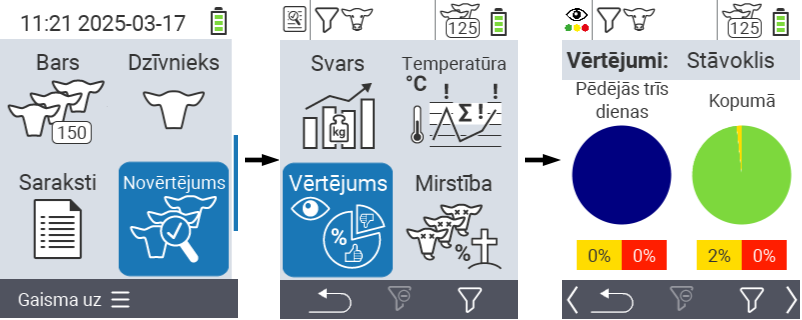 11:21 2025-03-17
Bars
Dzīvnieks
150
Saraksti
Novērtējums
Gaisma uz
125
Svars
Temperatūra
°C
! !
Σ!
kg
Vērtējums
Mirstība
%
%
125
Vērtējumi: Stāvoklis
Pēdējās trīs
dienas
Kopumā
0% 0%
2% 0%